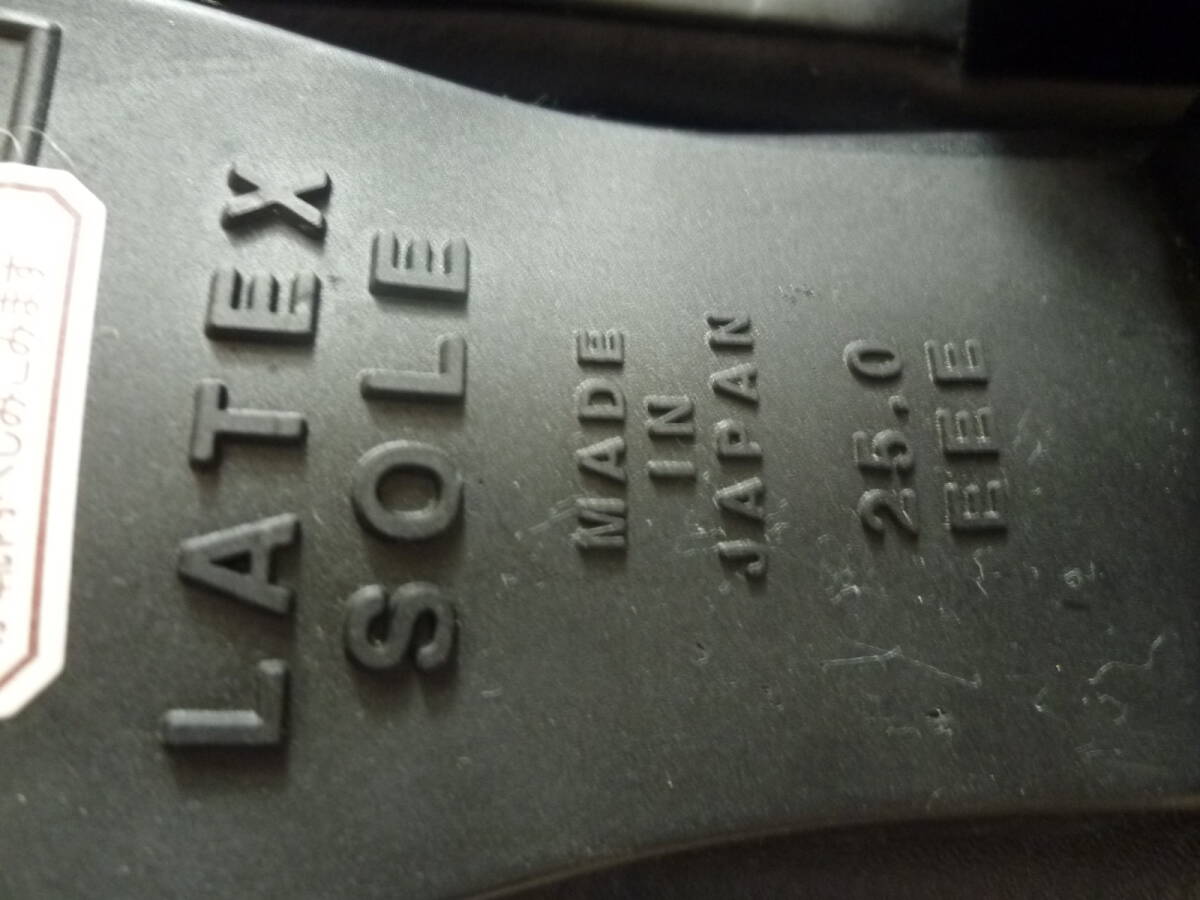 LATEX
SOLE
MADE
IN
JAPAN
25.0
EEE